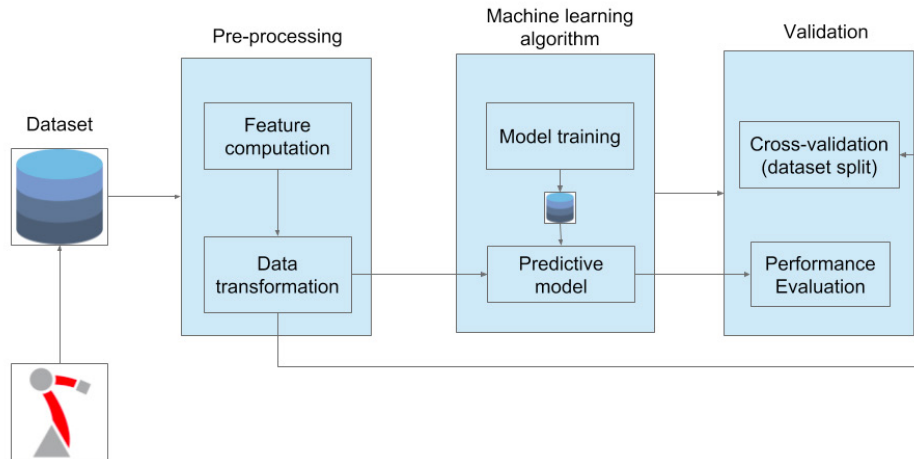 Pre-processing
Machine learning
algorithm
Validation
Dataset
Feature
computation
Data
transformation
Model training
Predictive
model
Cross-validation
(dataset split)
Performance
Evaluation